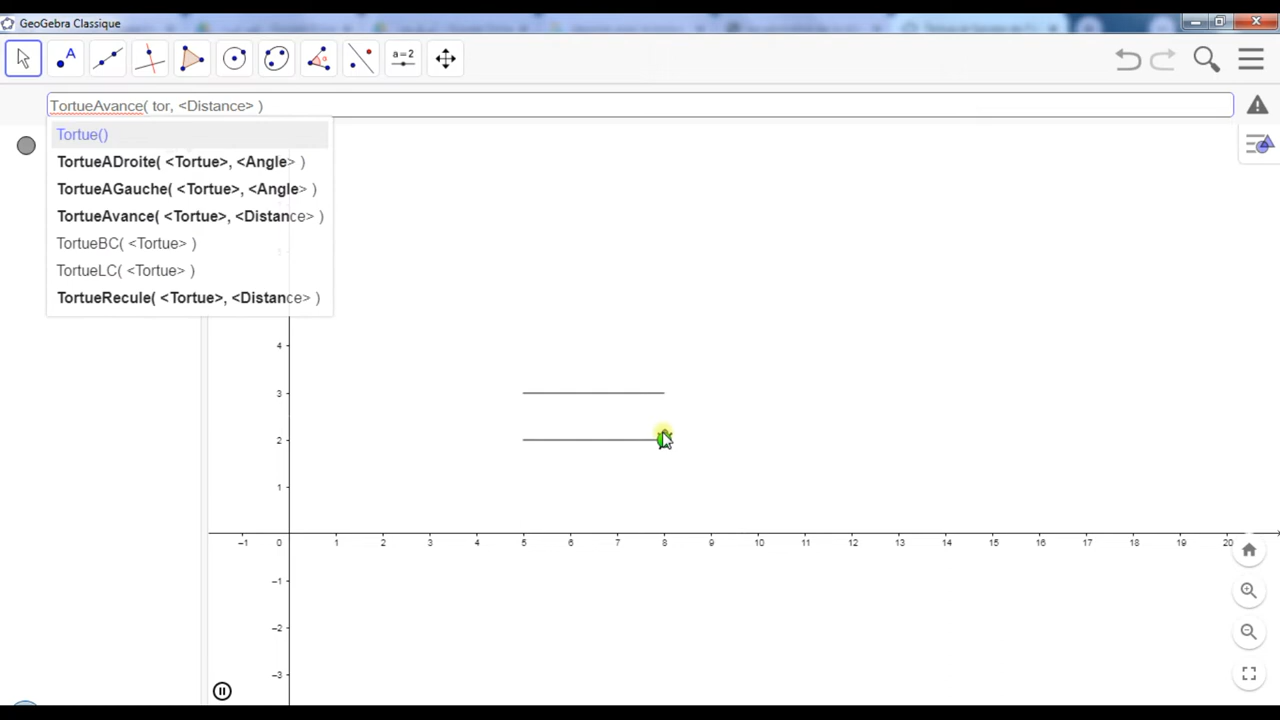 GeoGebra Classique
A
a=2
TortueAvance( tor, <Distance> )
Tortue()
TortueADroite( <Tortue>, <Angle> )
TortueAGauche( <Tortue>, <Angle> )
TortueAvance( <Tortue>, <Distance> )
TortueBC( <Tortue> )
TortueLC( <Tortue> )
TortueRecule( <Tortue>, <Distance> )
4
3
2
1
−1 0 1 2 3 4 5 6 7 8 9 10 11 12 13 14 15 16 17 18 19 20
−1
−2
−3